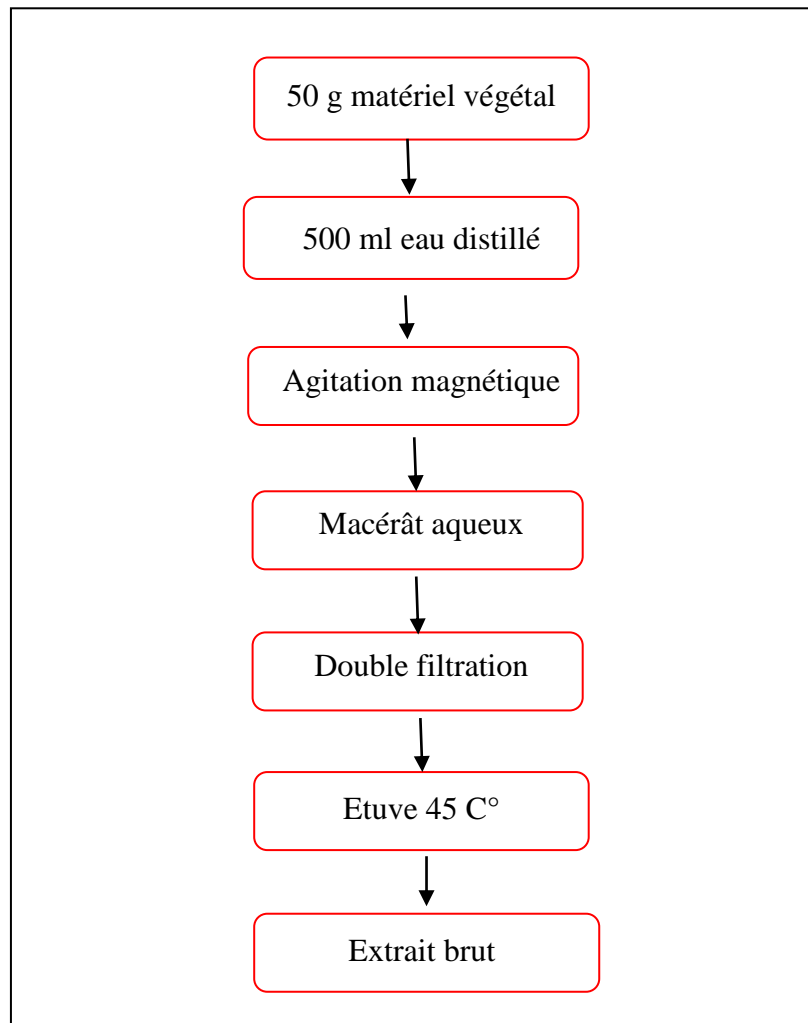 50 g matériel végétal
500 ml eau distillé
Agitation magnétique
Macérât aqueux
Double filtration
Etuve 45 C°
Extrait brut